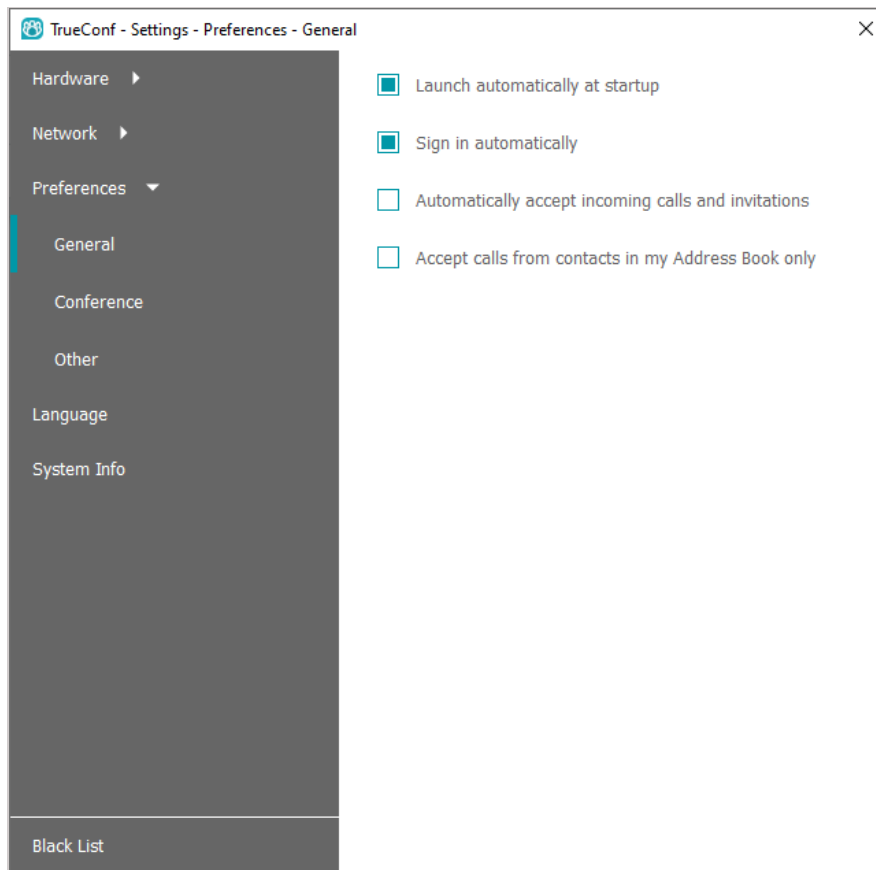 TrueConf - Settings - Preferences - General
Hardware
Network
Preferences
General
Conference
Other
Language
System Info
Black List
Launch automatically at startup
Sign in automatically
Automatically accept incoming calls and invitations
Accept calls from contacts in my Address Book only